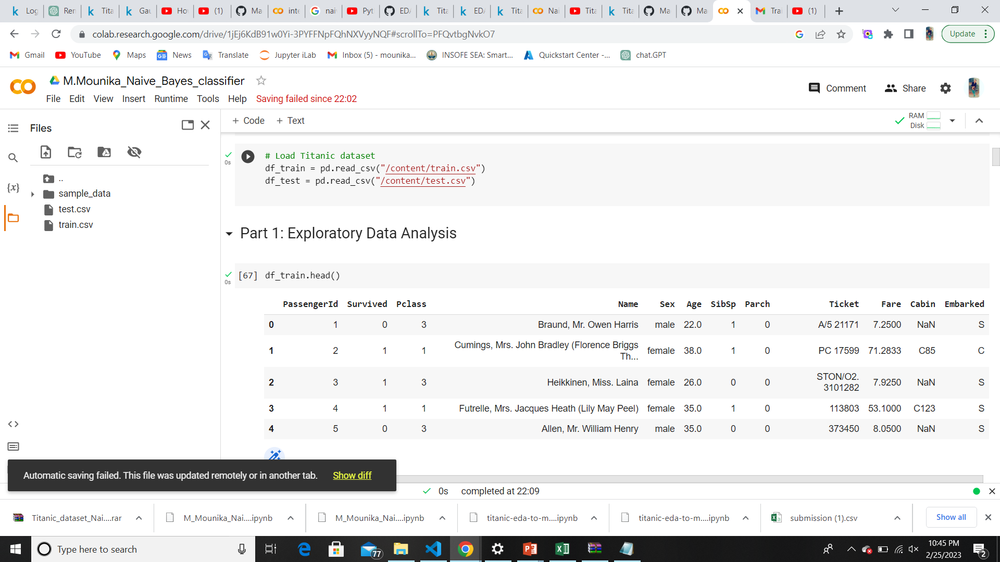 Log
Ren
Tita
Gau
Ho
(1)
Ma
inte
nai
Pyt
EDA
Tita
EDA
Tita
Nai
Tita
Tita
Ma
Ma
Trai
(1)
colab.research.google.com/drive/1jEj6KdB91w0Yi-3PYFFNpFQhNXVyyNQF#scrollTo=PFQvtbgNvkO7
Update
Gmail YouTube Maps News Translate Jupyter iLab Inbox (5) - mounika... INSOFE SEA: Smart... Quickstart Center -... chat.GPT
M.Mounika_Naive_Bayes_classifier
Comment Share
File Edit View Insert Runtime Tools Help Saving failed since 22:02
Files
+ Code + Text
RAM
Disk
{x}
..
sample_data
test.csv
train.csv
0s
# Load Titanic dataset
df_train = pd.read_csv("/content/train.csv")
df_test = pd.read_csv("/content/test.csv")
Part 1: Exploratory Data Analysis
[67] df_train.head()
0s
PassengerId Survived Pclass Name Sex Age SibSp Parch Ticket Fare Cabin Embarked
0 1 0 3 Braund, Mr. Owen Harris male 22.0 1 0 A/5 21171 7.2500 NaN S
1 2 1 1 Cumings, Mrs. John Bradley (Florence Briggs Th... female 38.0 1 0 PC 17599 71.2833 C85 C
2 3 1 3 Heikkinen, Miss. Laina female 26.0 0 0 STON/O2. 3101282 7.9250 NaN S
3 4 1 1 Futrelle, Mrs. Jacques Heath (Lily May Peel) female 35.0 1 0 113803 53.1000 C123 S
4 5 0 3 Allen, Mr. William Henry male 35.0 0 0 373450 8.0500 NaN S
Automatic saving failed. This file was updated remotely or in another tab. Show diff
0s completed at 22:09
Titanic_dataset_Nai....rar M_Mounika_Nai....ipynb M_Mounika_Nai....ipynb titanic-eda-to-m....ipynb titanic-eda-to-m....ipynb submission (1).csv Show all
Type here to search
77
10:45 PM
2/25/2023
2